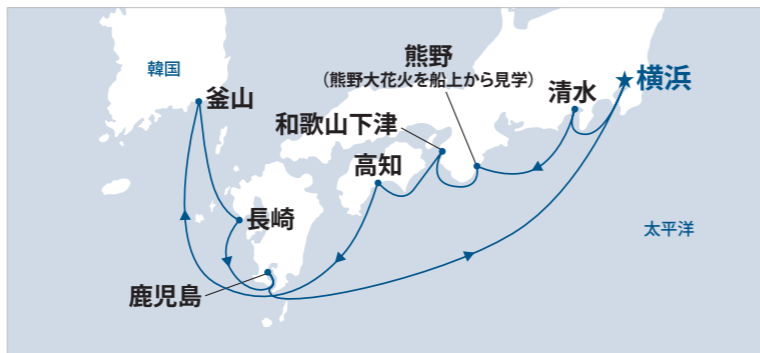 韓国
釜山
熊野
（熊野大花火を船上から見学）
清水
横浜
和歌山下津
高知
長崎
太平洋
鹿児島